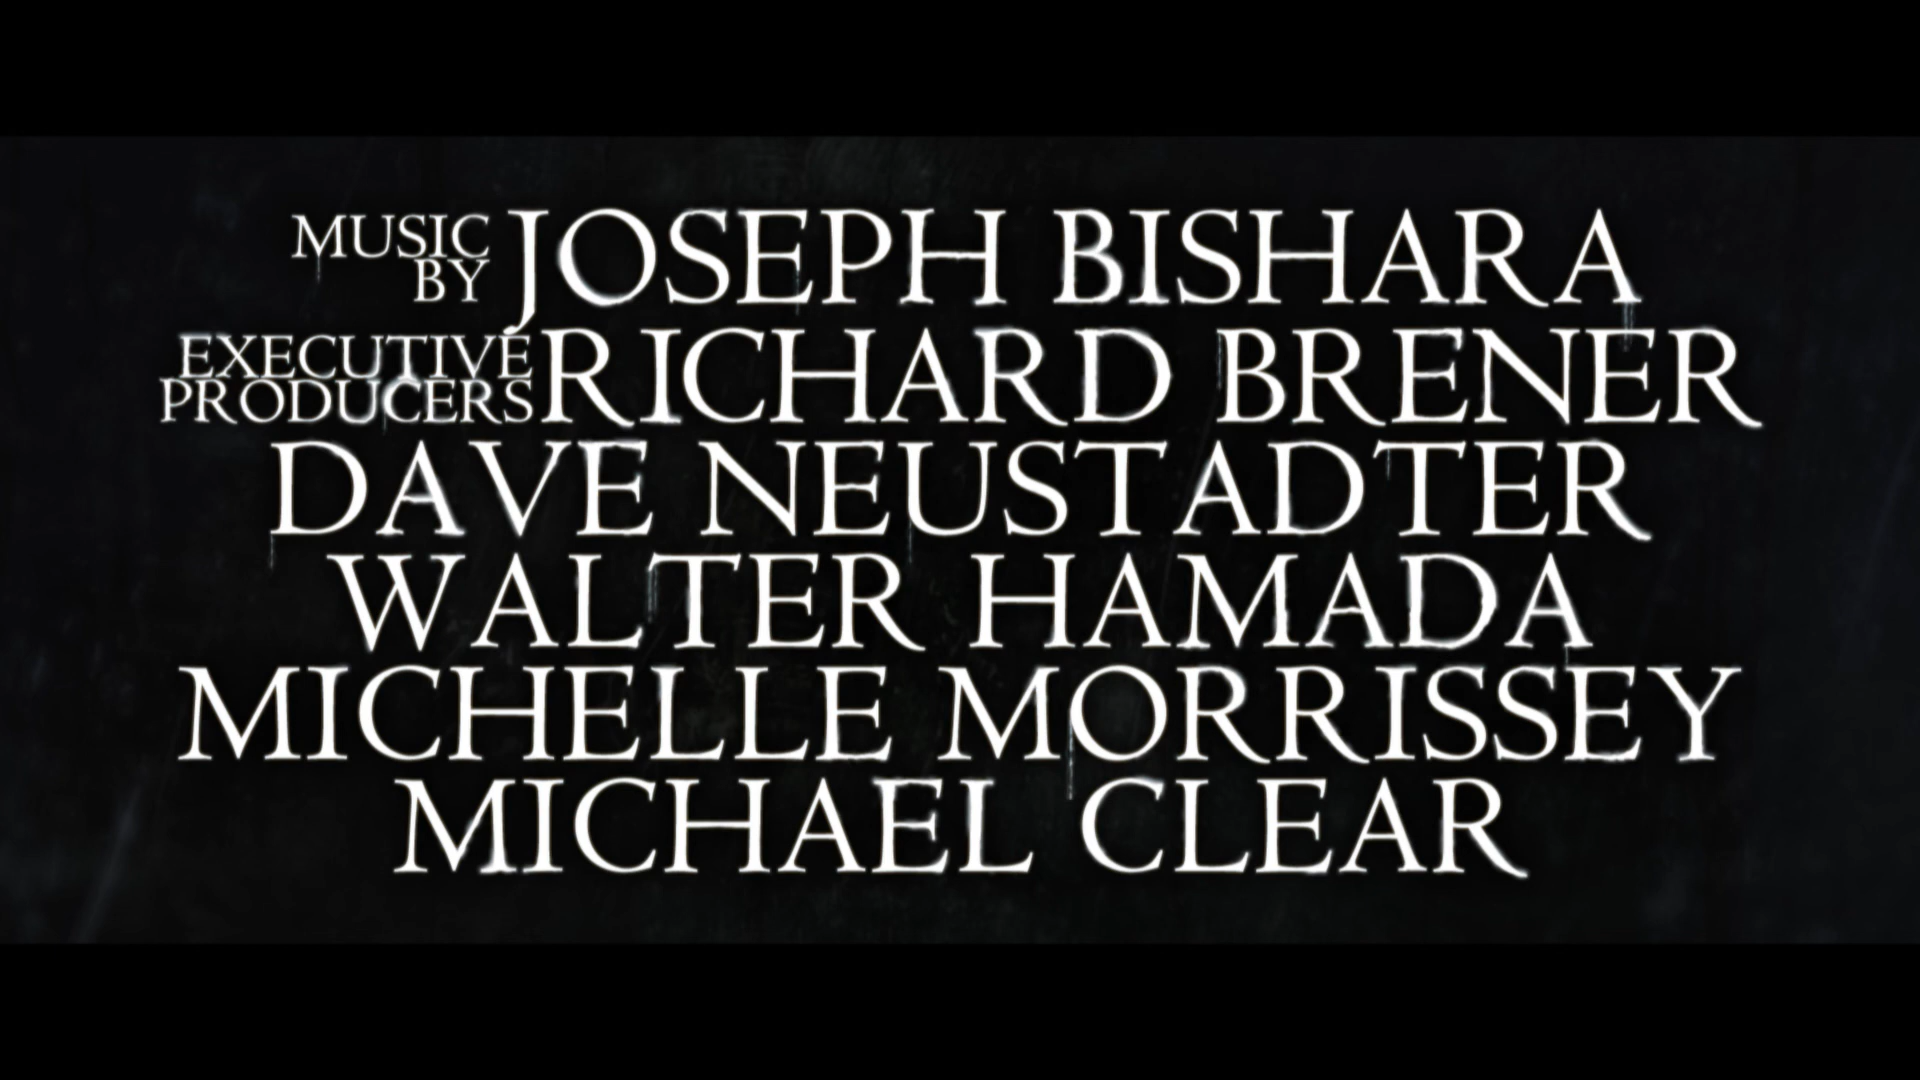 MUSIC BY JOSEPH BISHARA
EXECUTIVE PRODUCERS RICHARD BRENER
DAVE NEUSTADTER
WALTER HAMADA
MICHELLE MORRISSEY
MICHAEL CLEAR